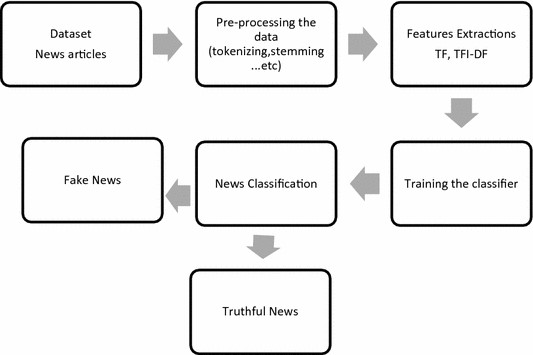 Dataset
News articles
Pre-processing the
data
(tokenizing,stemming
...etc)
Features Extractions
TF, TFI-DF
Fake News
News Classification
Training the classifier
Truthful News